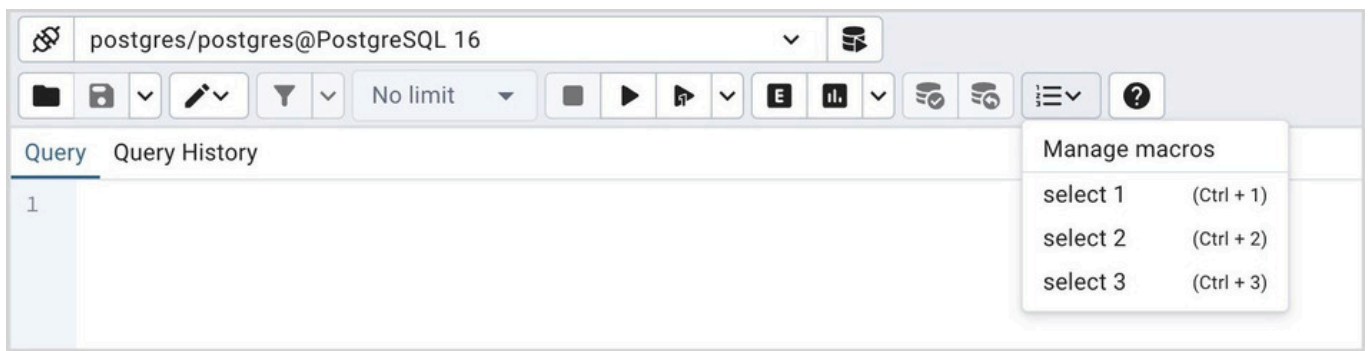 postgres/postgres@PostgreSQL 16
No limit
E
Query Query History
Manage macros
1
select 1 (Ctrl + 1)
select 2 (Ctrl + 2)
select 3 (Ctrl + 3)